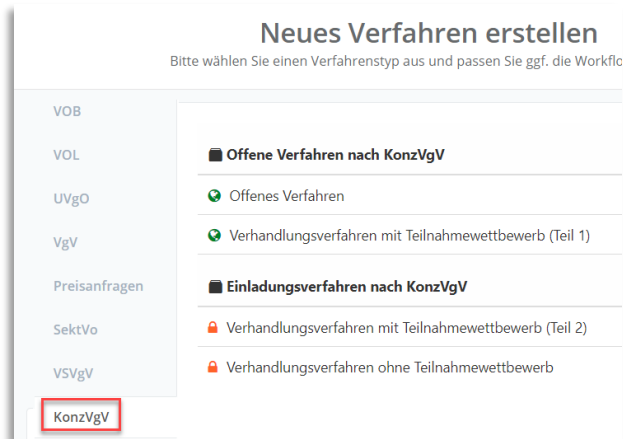 Neues Verfahren erstellen
Bitte wählen Sie einen Verfahrenstyp aus und passen Sie ggf. die
VOB
VOL
UVgO
VgV
Preisanfragen
SektVo
VSVgV
KonzVgV
Offene Verfahren nach KonzVgV
Offenes Verfahren
Verhandlungsverfahren mit Teilnahmewettbewerb (Teil 1)
Einladungsverfahren nach KonzVgV
Verhandlungsverfahren mit Teilnahmewettbewerb (Teil 2)
Verhandlungsverfahren ohne Teilnahmewettbewerb